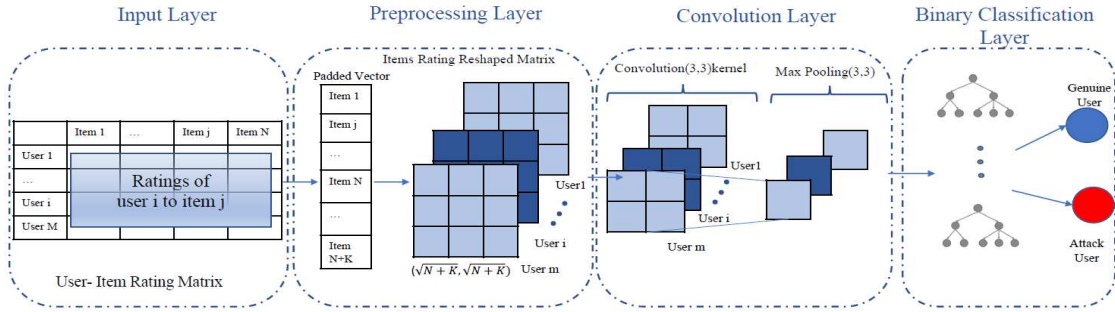 Input Layer
Preprocessing Layer
Convolution Layer
Binary Classification
Layer
Item 1 … Item j Item N
User 1
…
User i
User M
Ratings of
user i to item j
User- Item Rating Matrix
Items Rating Reshaped Matrix
Padded Vector
Item 1
Item j
…
Item N
…
Item
N+K
User1
User i
User m
(√N + K, √N + K)
Convolution(3,3)kernel
Max Pooling(3,3)
User1
User i
User m
Genuine
User
Attack
User